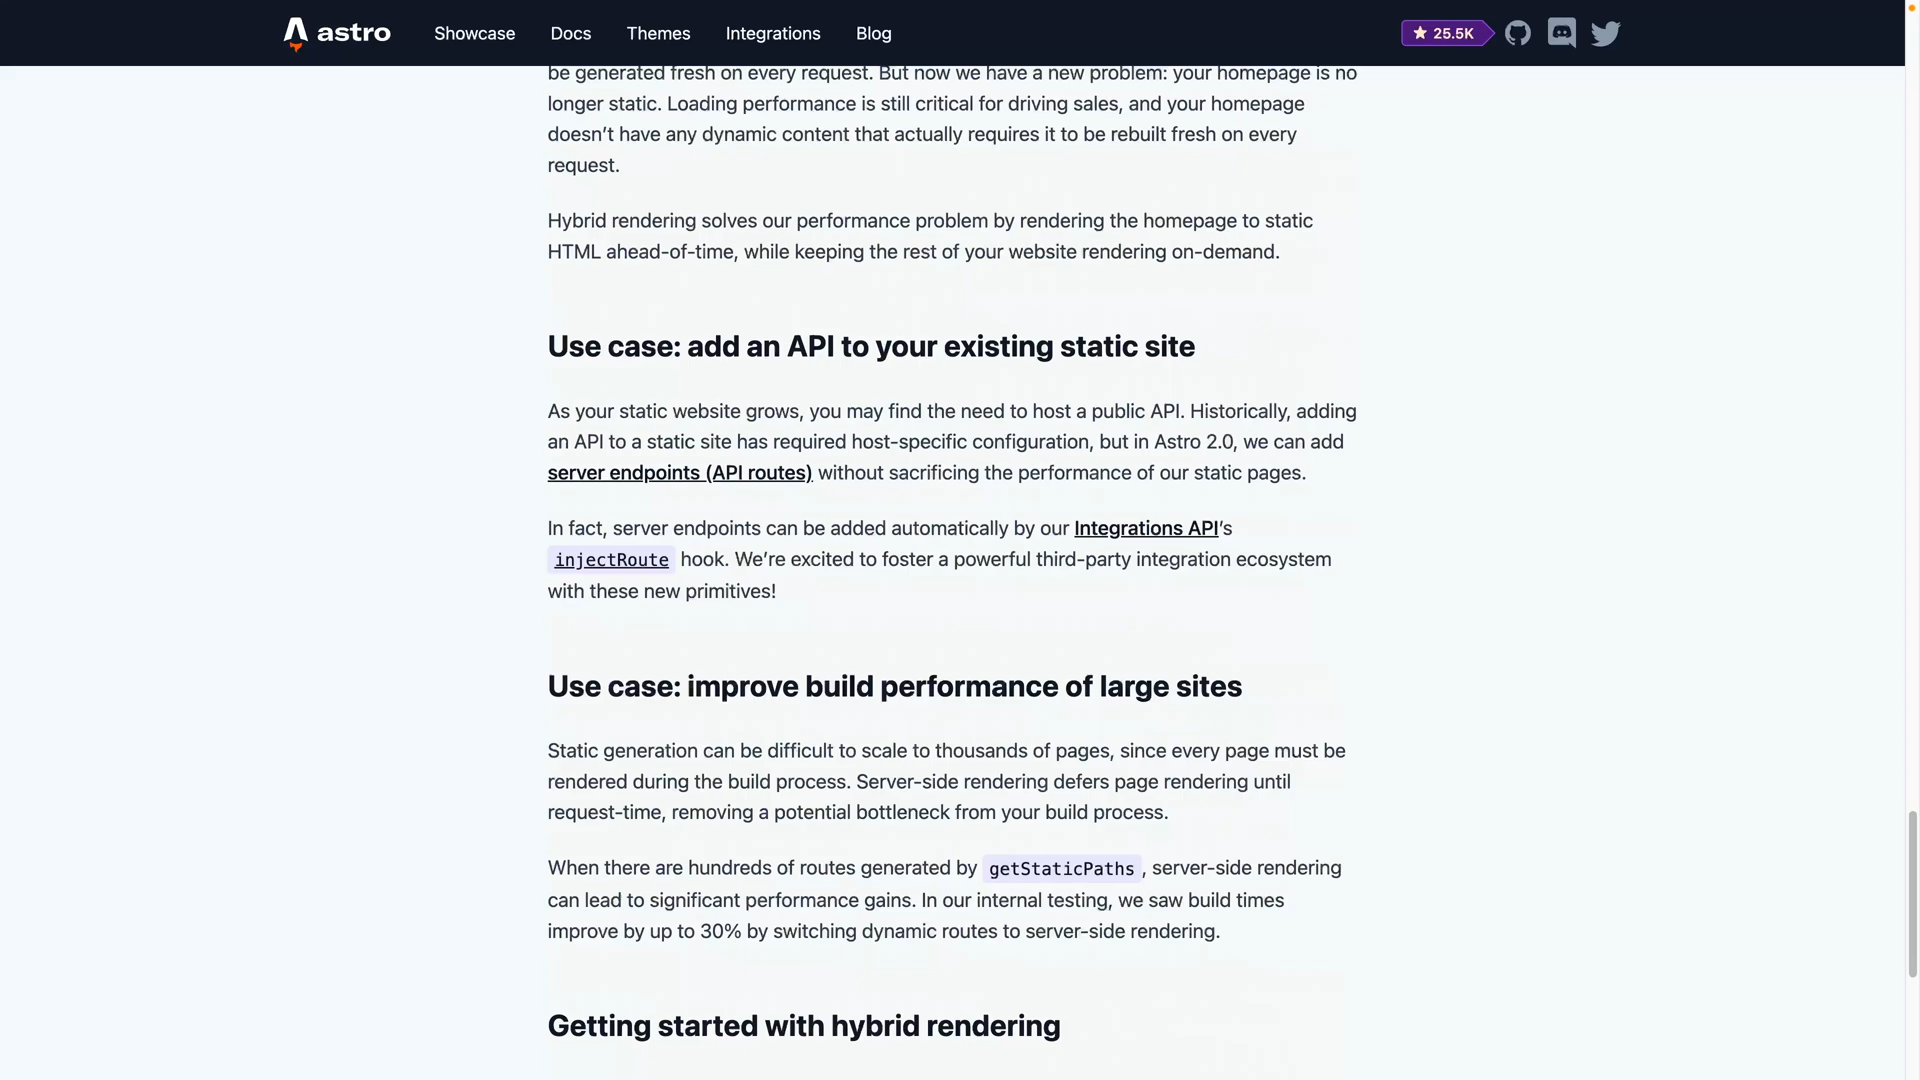 astro
Showcase
Docs
Themes
Integrations
Blog
25.5K
be generated fresh on every request. But now we have a new problem: your homepage is no
longer static. Loading performance is still critical for driving sales, and your homepage
doesn’t have any dynamic content that actually requires it to be rebuilt fresh on every
request.
Hybrid rendering solves our performance problem by rendering the homepage to static
HTML ahead-of-time, while keeping the rest of your website rendering on-demand.
Use case: add an API to your existing static site
As your static website grows, you may find the need to host a public API. Historically, adding
an API to a static site has required host-specific configuration, but in Astro 2.0, we can add
server endpoints (API routes) without sacrificing the performance of our static pages.
In fact, server endpoints can be added automatically by our Integrations API’s
injectRoute hook. We’re excited to foster a powerful third-party integration ecosystem
with these new primitives!
Use case: improve build performance of large sites
Static generation can be difficult to scale to thousands of pages, since every page must be
rendered during the build process. Server-side rendering defers page rendering until
request-time, removing a potential bottleneck from your build process.
When there are hundreds of routes generated by getStaticPaths, server-side rendering
can lead to significant performance gains. In our internal testing, we saw build times
improve by up to 30% by switching dynamic routes to server-side rendering.
Getting started with hybrid rendering